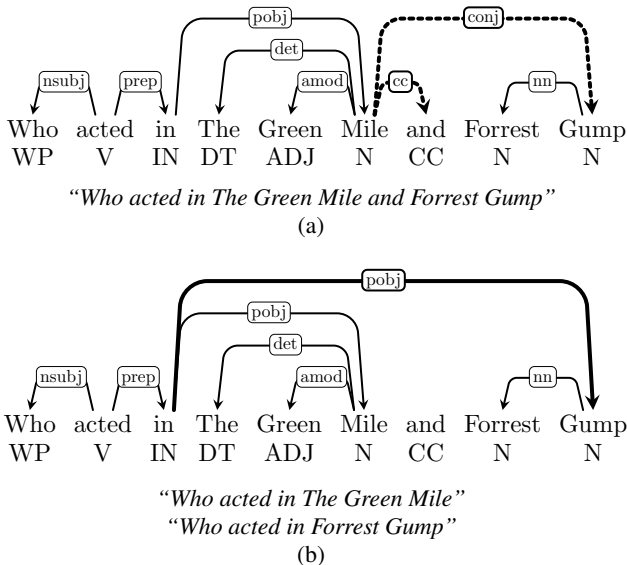 pobj conj
det
nsubj prep amod cc nn
Who acted in The Green Mile and Forrest Gump
WP V IN DT ADJ N CC N N
“Who acted in The Green Mile and Forrest Gump”
(a)
pobj
pobj
det
nsubj prep amod nn
Who acted in The Green Mile and Forrest Gump
WP V IN DT ADJ N CC N N
“Who acted in The Green Mile”
“Who acted in Forrest Gump”
(b)